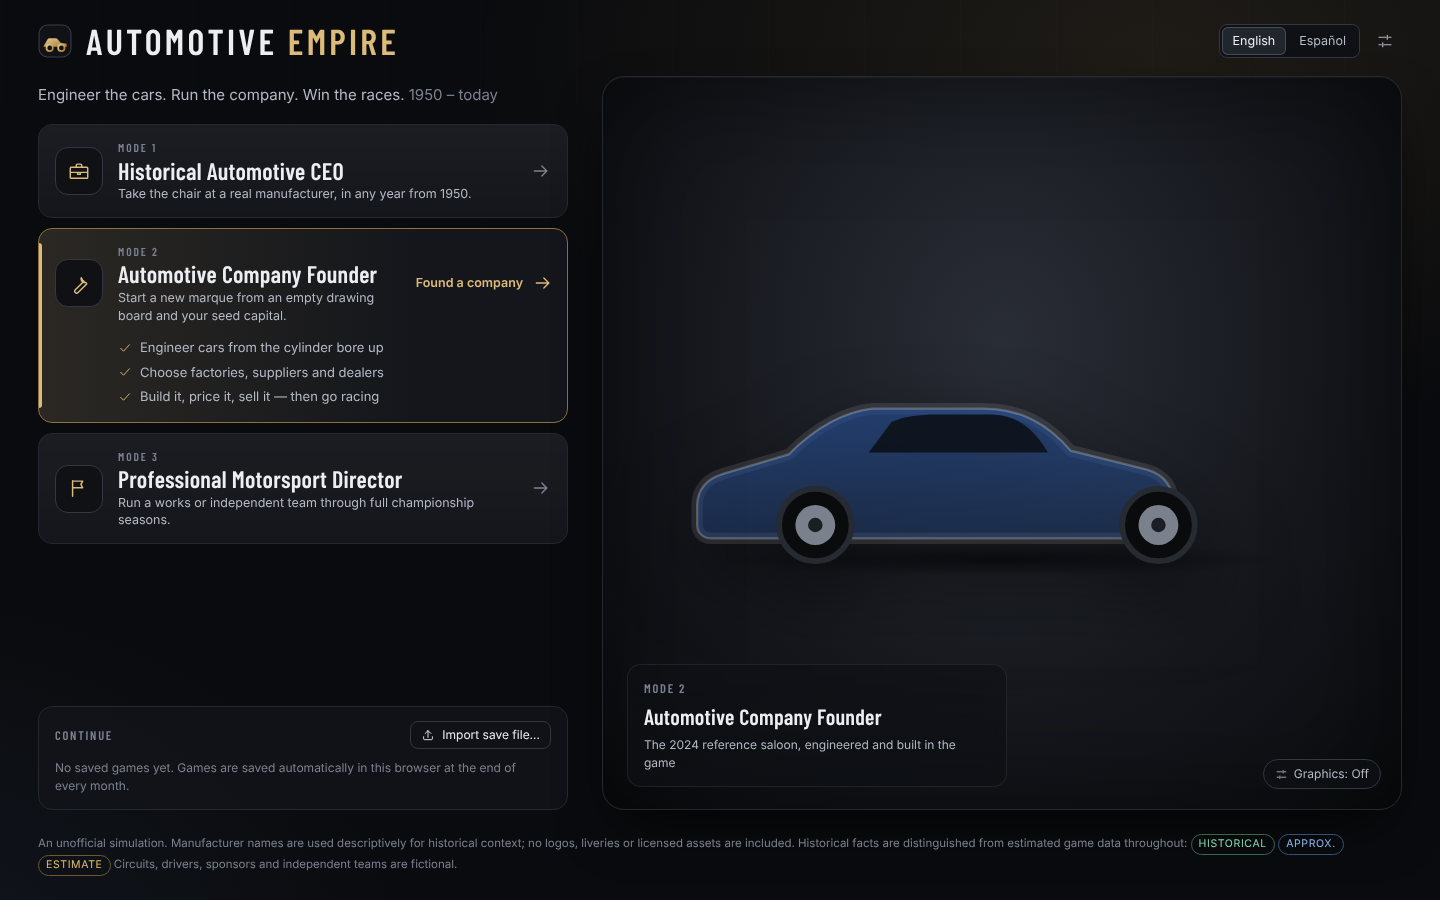 AUTOMOTIVE EMPIRE
English
Español
Engineer the cars. Run the company. Win the races. 1950 – today
MODE 1
Historical Automotive CEO
Take the chair at a real manufacturer, in any year from 1950.
MODE 2
Automotive Company Founder
Start a new marque from an empty drawing
board and your seed capital.
Found a company
Engineer cars from the cylinder bore up
Choose factories, suppliers and dealers
Build it, price it, sell it — then go racing
MODE 3
Professional Motorsport Director
Run a works or independent team through full championship
seasons.
CONTINUE
Import save file...
No saved games yet. Games are saved automatically in this browser at the end of
every month.
MODE 2
Automotive Company Founder
The 2024 reference saloon, engineered and built in the
game
Graphics: Off
An unofficial simulation. Manufacturer names are used descriptively for historical context; no logos, liveries or licensed assets are included. Historical facts are distinguished from estimated game data throughout: HISTORICAL APPROX.
ESTIMATE Circuits, drivers, sponsors and independent teams are fictional.